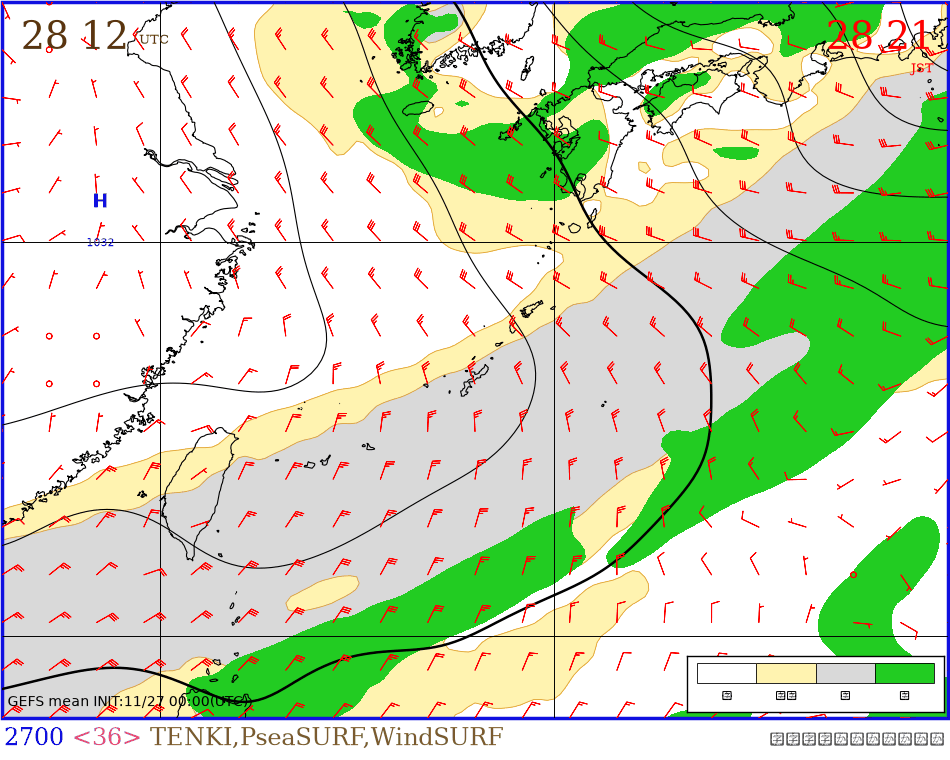 28 12 UTC
28 21
JST
H
1032
GEFS mean INIT:11/27 00:00(UTC)
2700 <36> TENKI,PseaSURF,WindSURF